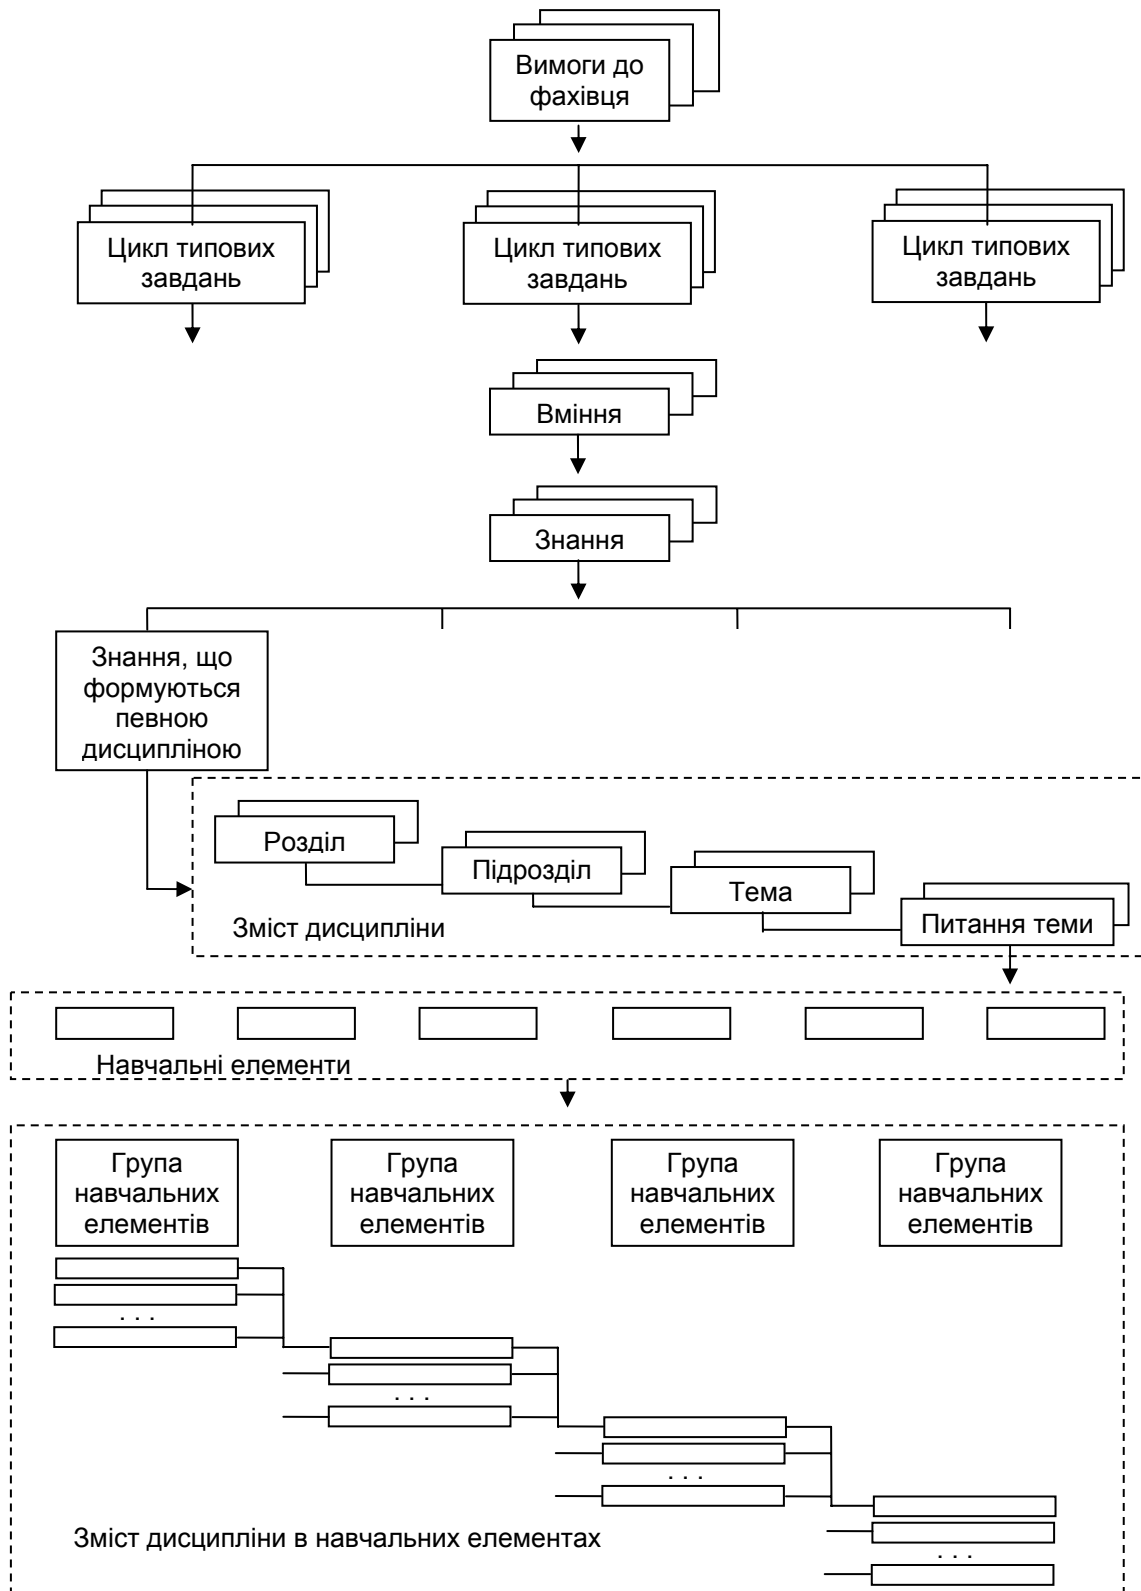 Вимоги до
фахівця
Цикл типових
завдань
Цикл типових
завдань
Цикл типових
завдань
Вміння
Знання
Знання, що
формуються
певною
дисципліною
Розділ
Підрозділ
Тема
Питання теми
Зміст дисципліни
Навчальні елементи
Група
навчальних
елементів
Група
навчальних
елементів
Група
навчальних
елементів
Група
навчальних
елементів
. . .
. . .
. . .
. . .
Зміст дисципліни в навчальних елементах